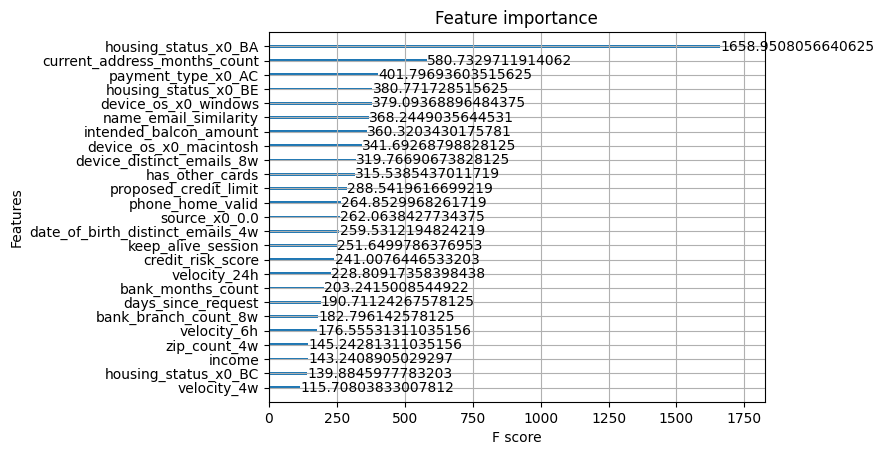 Feature importance
Features
housing_status_x0_BA 1658.9508056640625
current_address_months_count 580.7329711914062
payment_type_x0_AC 401.79693603515625
housing_status_x0_BE 380.771728515625
device_os_x0_windows 379.09368896484375
name_email_similarity 368.2449035644531
intended_balcon_amount 360.3203430175781
device_os_x0_macintosh 341.69268798828125
device_distinct_emails_8w 319.76690673828125
has_other_cards 315.5385437011719
proposed_credit_limit 288.5419616699219
phone_home_valid 264.8529968261719
source_x0_0.0 262.0638427734375
date_of_birth_distinct_emails_4w 259.5312194824219
keep_alive_session 251.6499786376953
credit_risk_score 241.0076446533203
velocity_24h 228.80917358398438
bank_months_count 203.2415008544922
days_since_request 190.71124267578125
bank_branch_count_8w 182.796142578125
velocity_6h 176.55531311035156
zip_count_4w 145.24281311035156
income 143.2408905029297
housing_status_x0_BC 139.8845977783203
velocity_4w 115.70803833007812
0 250 500 750 1000 1250 1500 1750
F score